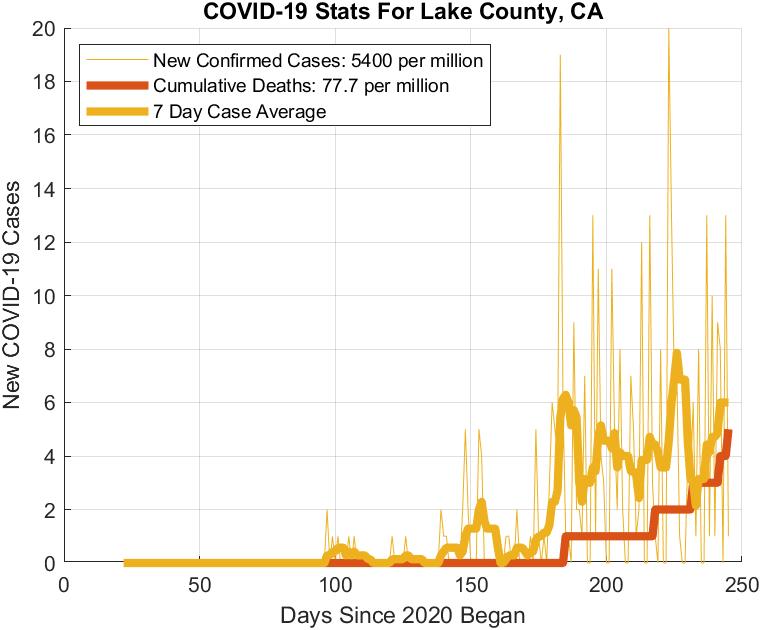 COVID-19 Stats For Lake County, CA
New Confirmed Cases: 5400 per million
Cumulative Deaths: 77.7 per million
7 Day Case Average
New COVID-19 Cases
20
18
16
14
12
10
8
6
4
2
0
0 50 100 150 200 250
Days Since 2020 Began